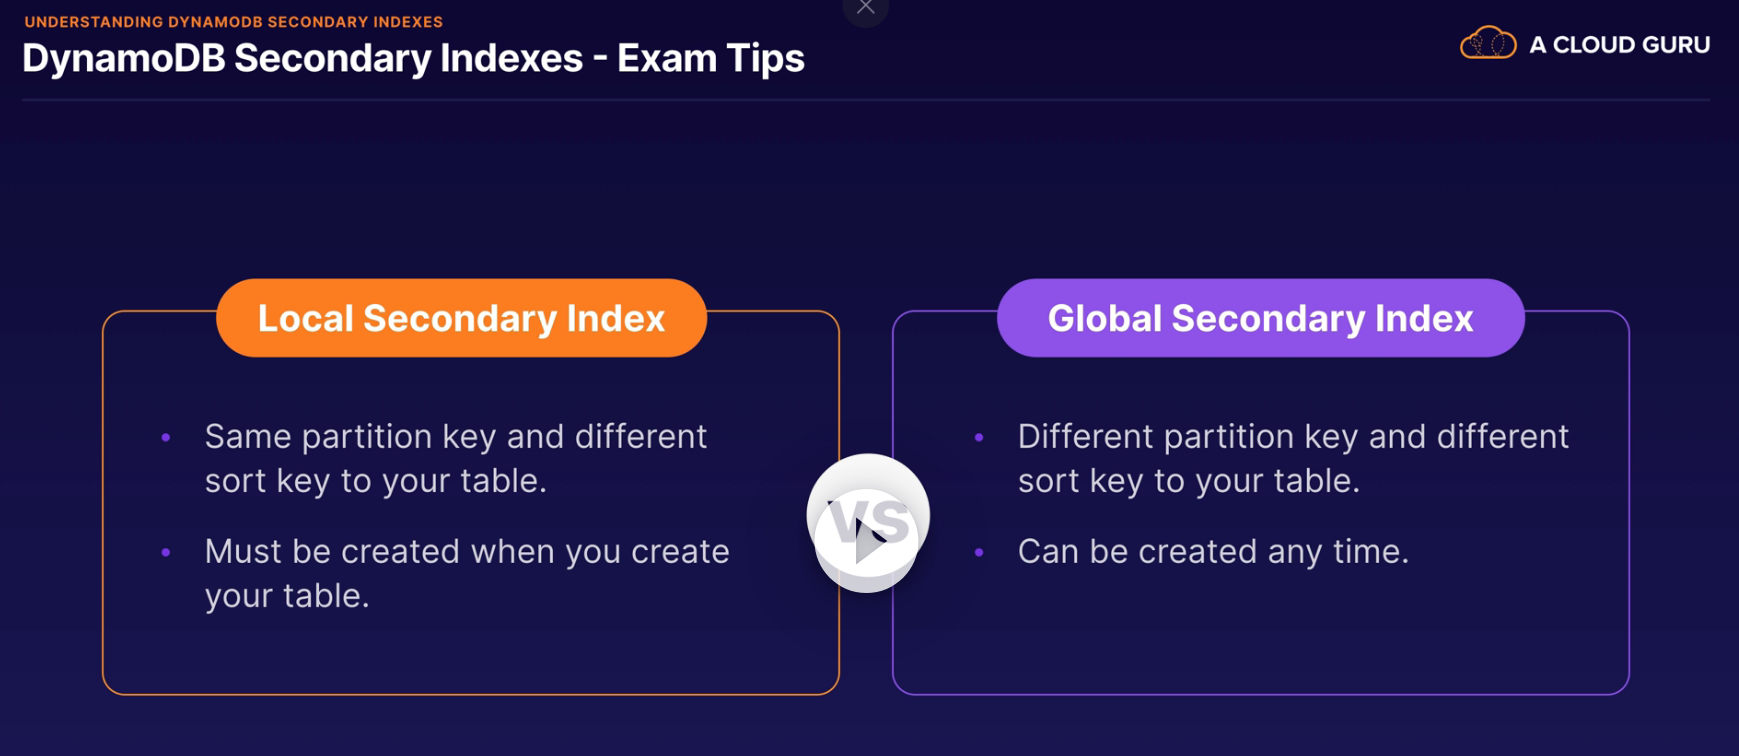 UNDERSTANDING DYNAMODB SECONDARY INDEXES
DynamoDB Secondary Indexes - Exam Tips
A CLOUD GURU
Local Secondary Index
Same partition key and different
sort key to your table.
Must be created when you create
your table.
VS
Global Secondary Index
Different partition key and different
sort key to your table.
Can be created any time.